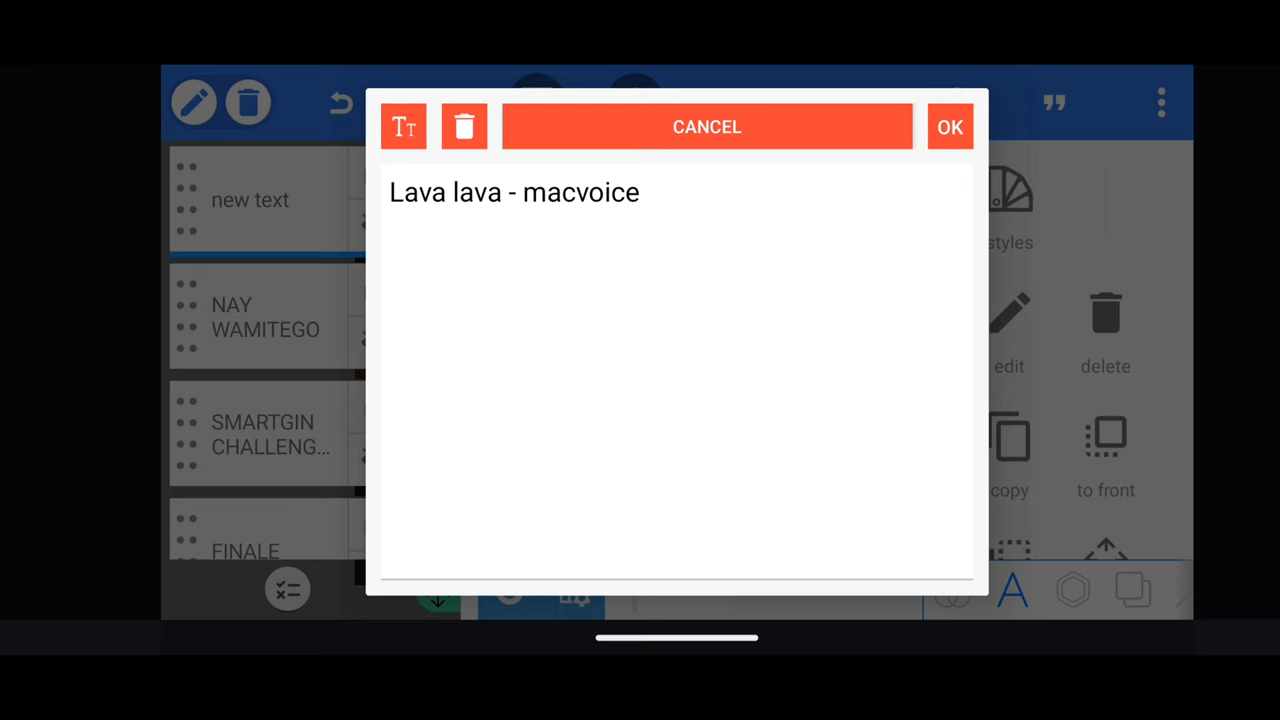 CANCEL
OK
Lava lava - macvoice
new text
NAY
WAMITEGO
SMARTGIN
CHALLENG...
FINALE
styles
edit
delete
copy
to front